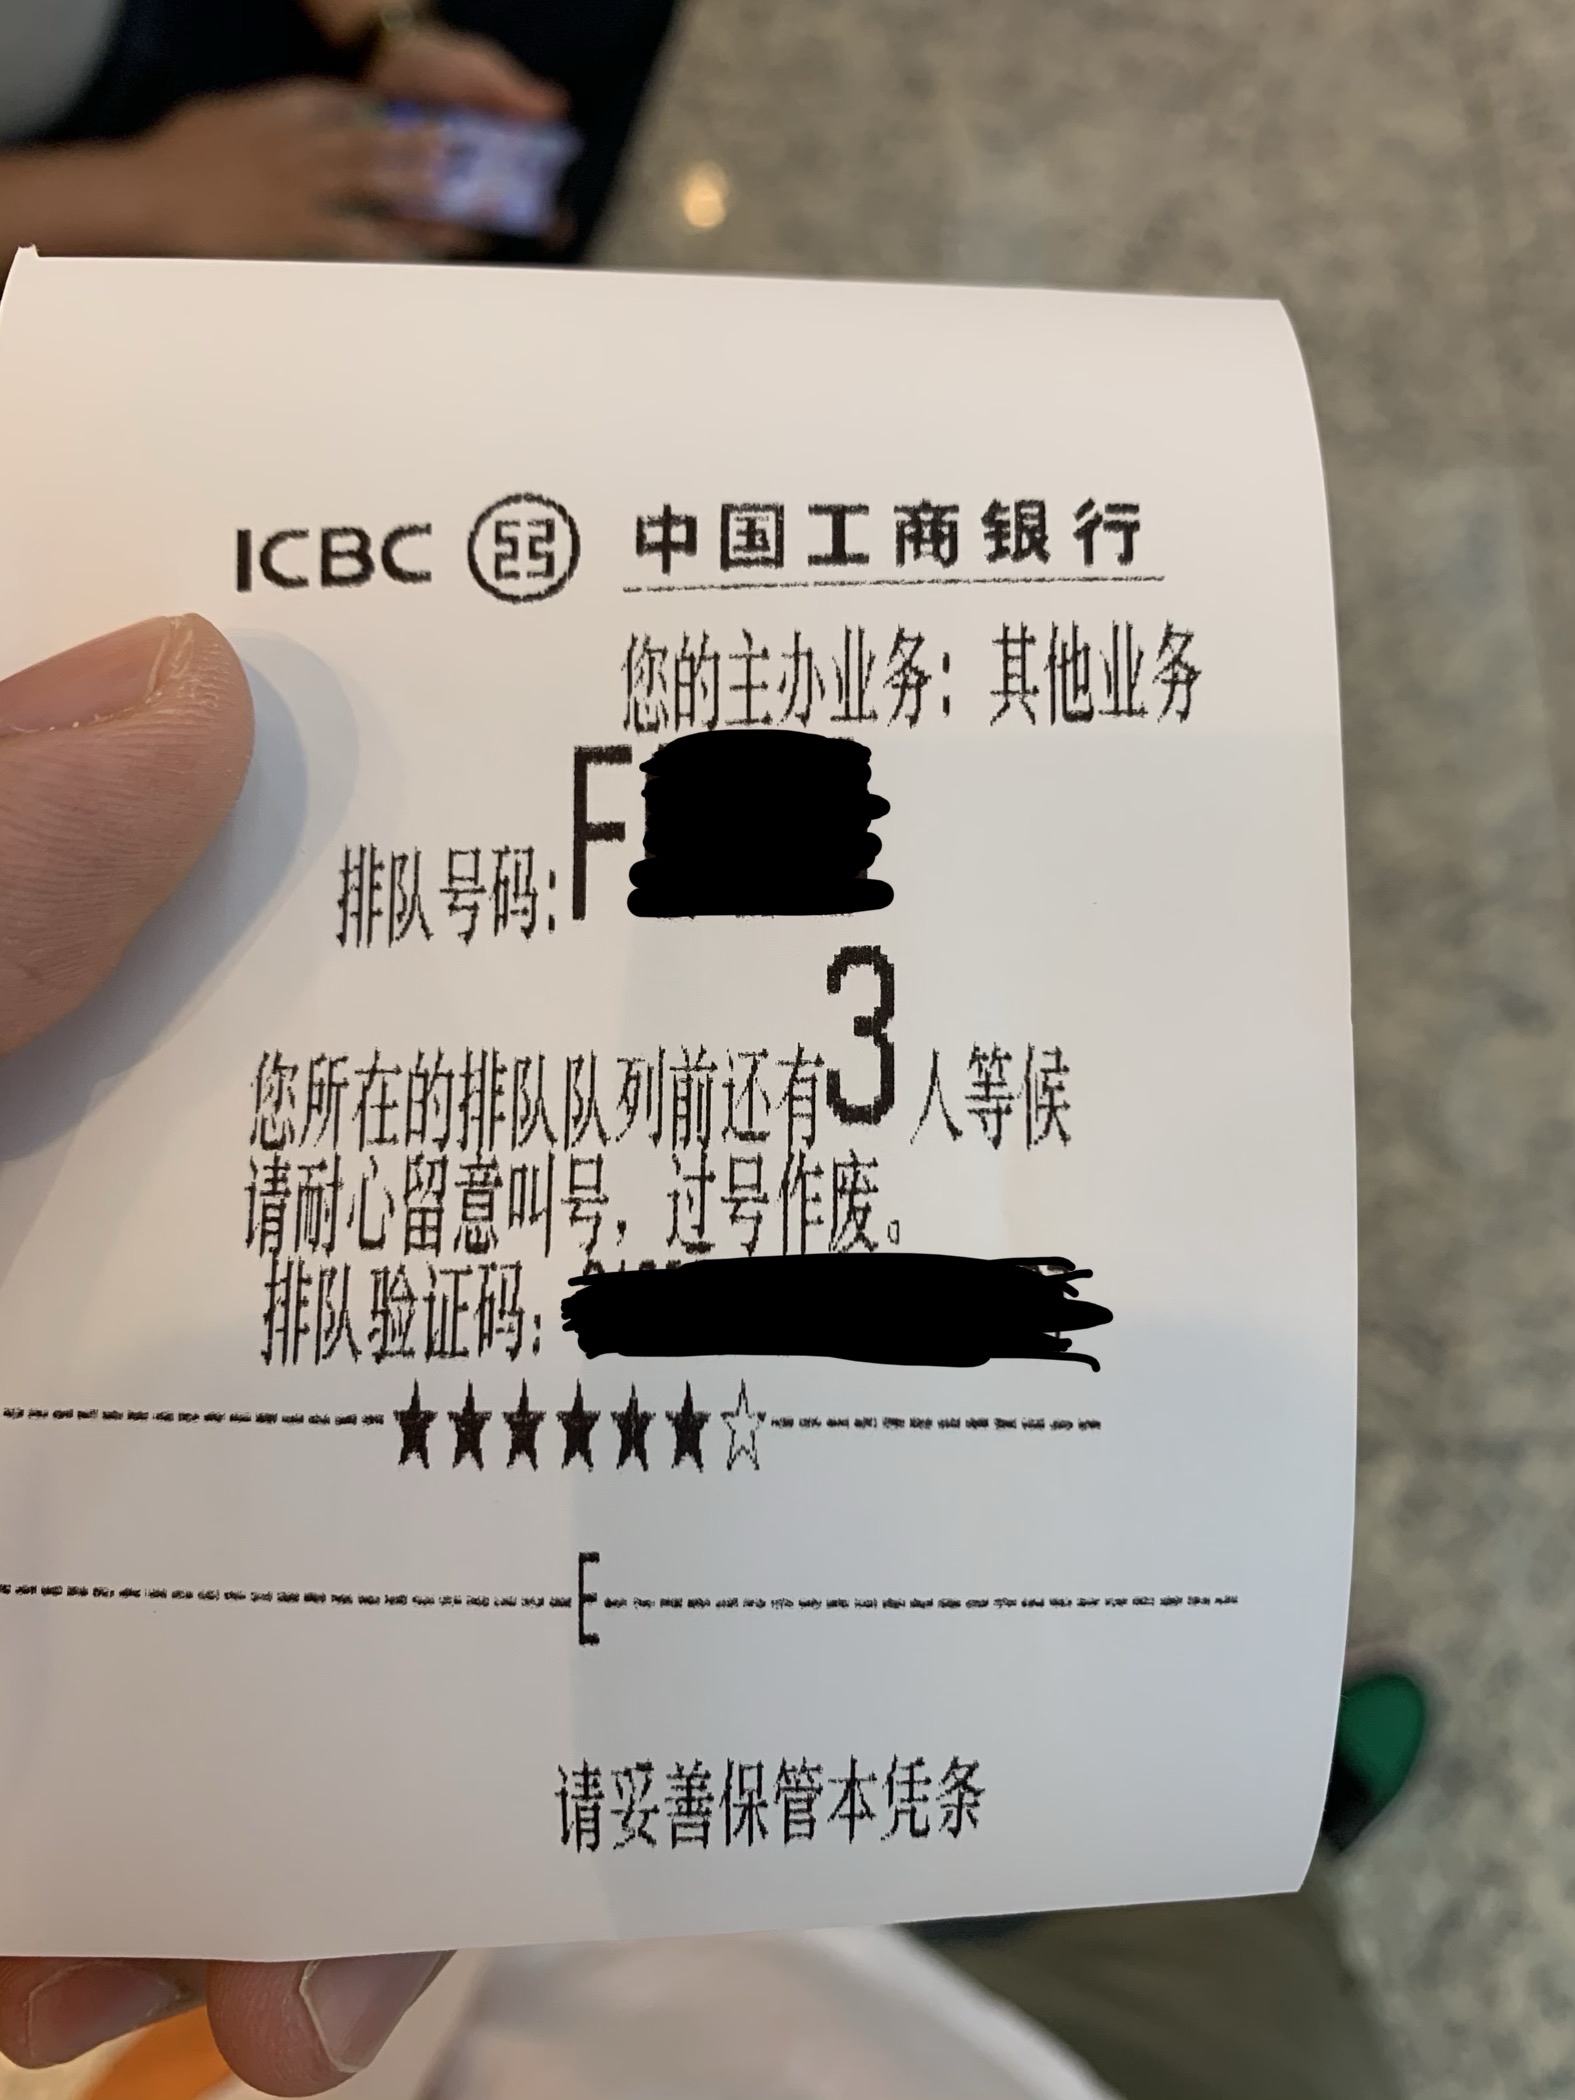 ICBC 中国工商银行
您的主办业务：其他业务
排队号码：F
您所在的排队队列前还有3人等候
请耐心留意叫号，过号作废。
排队验证码：
★★★★★★☆
E
请妥善保管本凭条